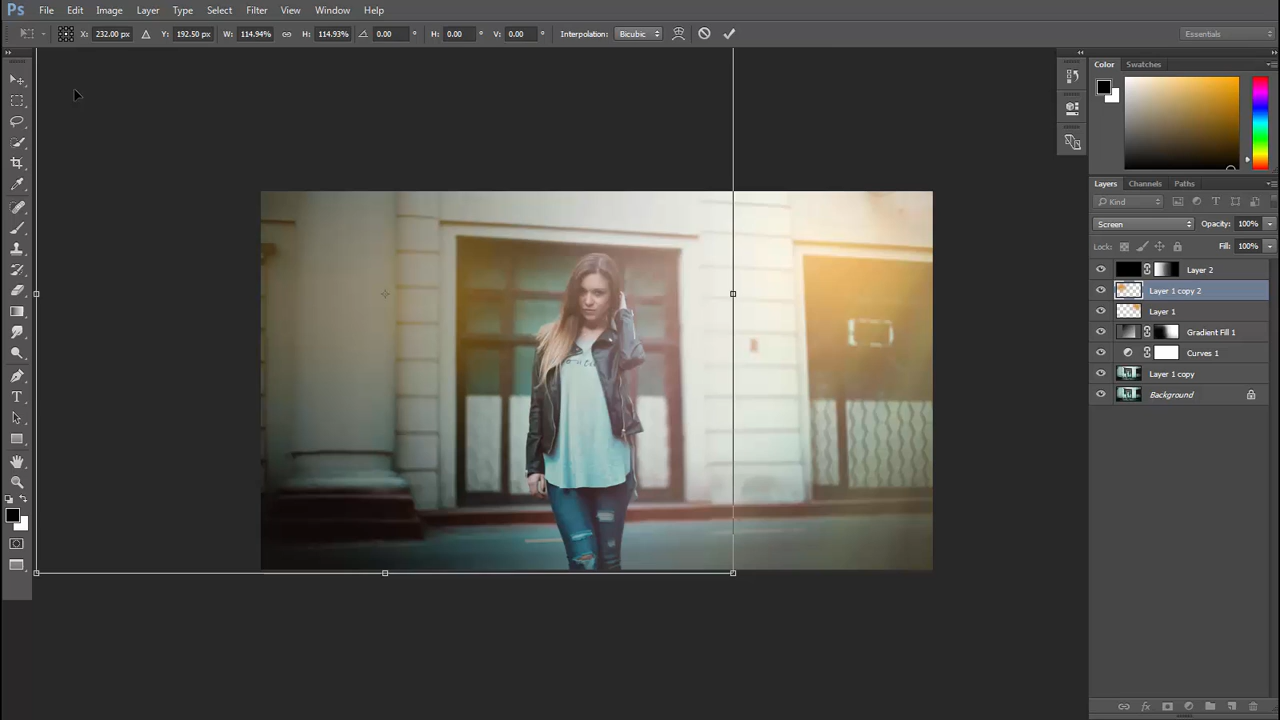 Ps File Edit Image Layer Type Select Filter View Window Help
X: 232.00 px Y: 192.50 px W: 114.94% H: 114.93% 0.00 ° H: 0.00 ° V: 0.00 ° Interpolation: Bicubic Essentials
Color Swatches
Layers Channels Paths
Kind
Screen Opacity: 100%
Lock: Fill: 100%
Layer 2
Layer 1 copy 2
Layer 1
Gradient Fill 1
Curves 1
Layer 1 copy
Background